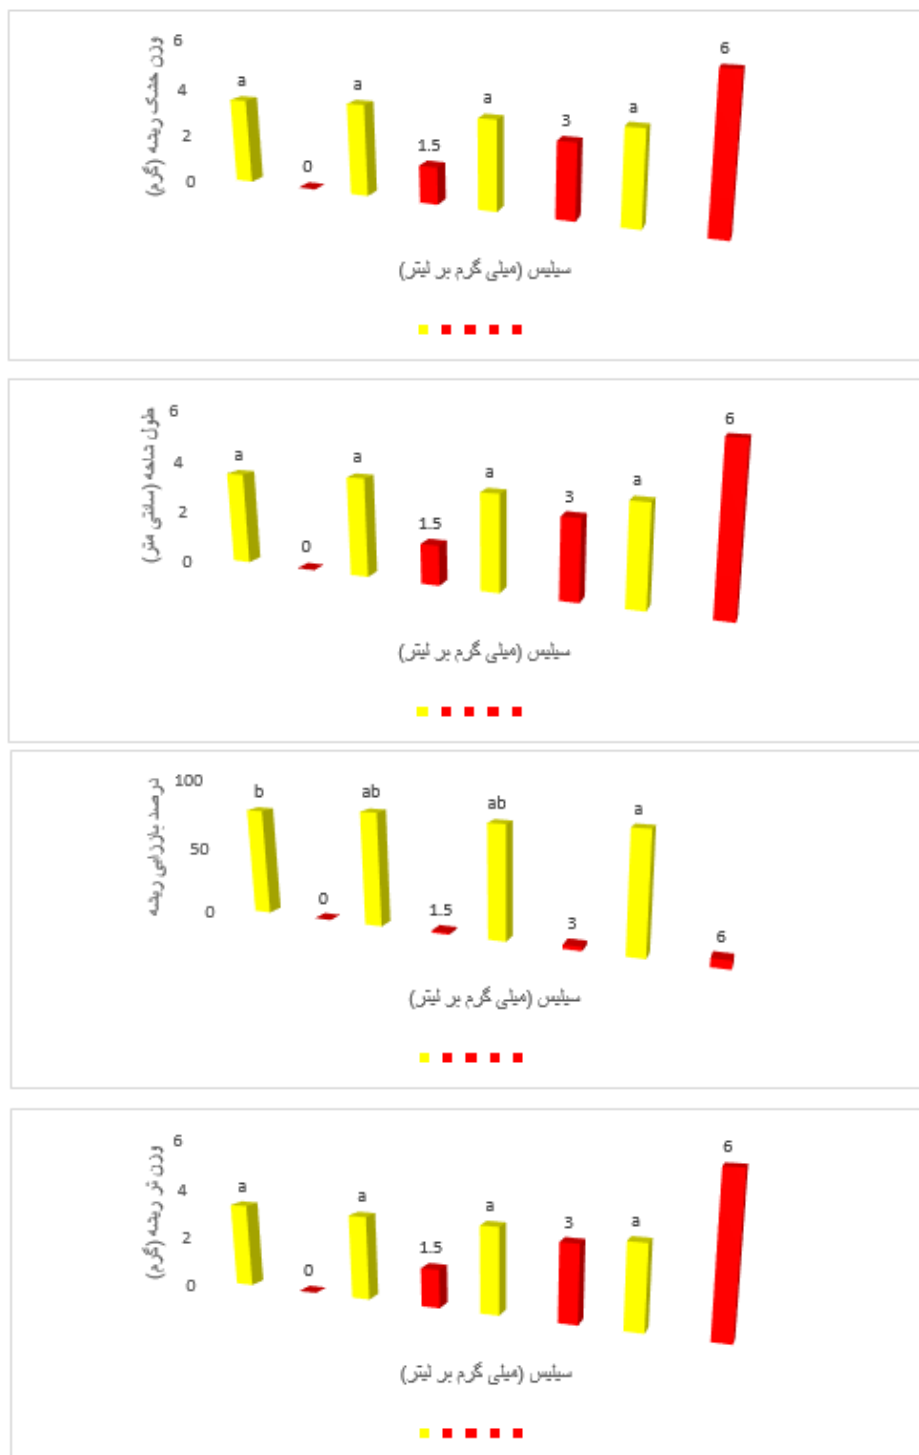 وزن خشک ریشه (گرم)
6
4
2
0
a
0
a
1.5
a
3
a
6
سیلیس (میلی گرم بر لیتر)
طول شاخه (سانتی متر)
6
4
2
0
a
0
a
1.5
a
3
a
6
سیلیس (میلی گرم بر لیتر)
درصد باززایی ریشه
100
50
0
b
0
ab
1.5
ab
3
a
6
سیلیس (میلی گرم بر لیتر)
وزن تر ریشه (گرم)
6
4
2
0
a
0
a
1.5
a
3
a
6
سیلیس (میلی گرم بر لیتر)